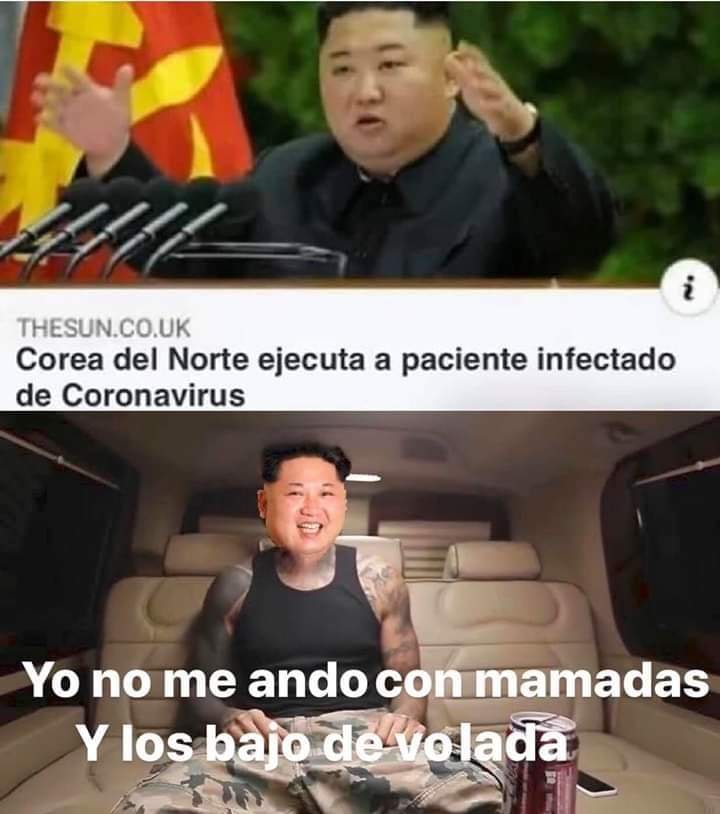 i
THESUN.CO.UK
Corea del Norte ejecuta a paciente infectado
de Coronavirus
Yo no me ando con mamadas
Y los bajo de volada